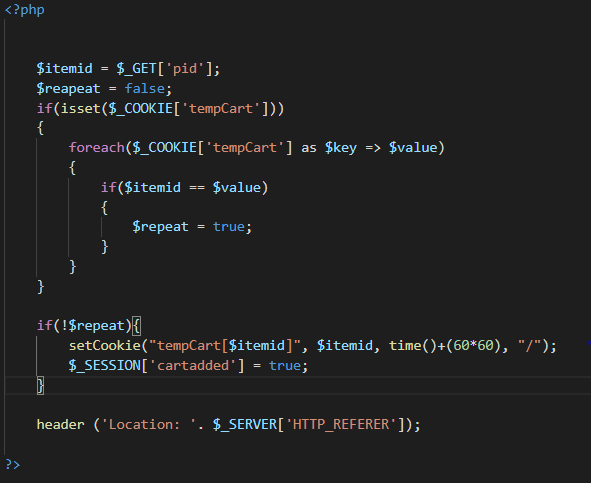 <?php
$itemid = $_GET['pid'];
$reapeat = false;
if(isset($_COOKIE['tempCart']))
{
foreach($_COOKIE['tempCart'] as $key => $value)
{
if($itemid == $value)
{
$repeat = true;
}
}
}
if(!$repeat){
setCookie("tempCart[$itemid]", $itemid, time()+(60*60), "/");
$_SESSION['cartadded'] = true;
}
header ('Location: '. $_SERVER['HTTP_REFERER']);
?>